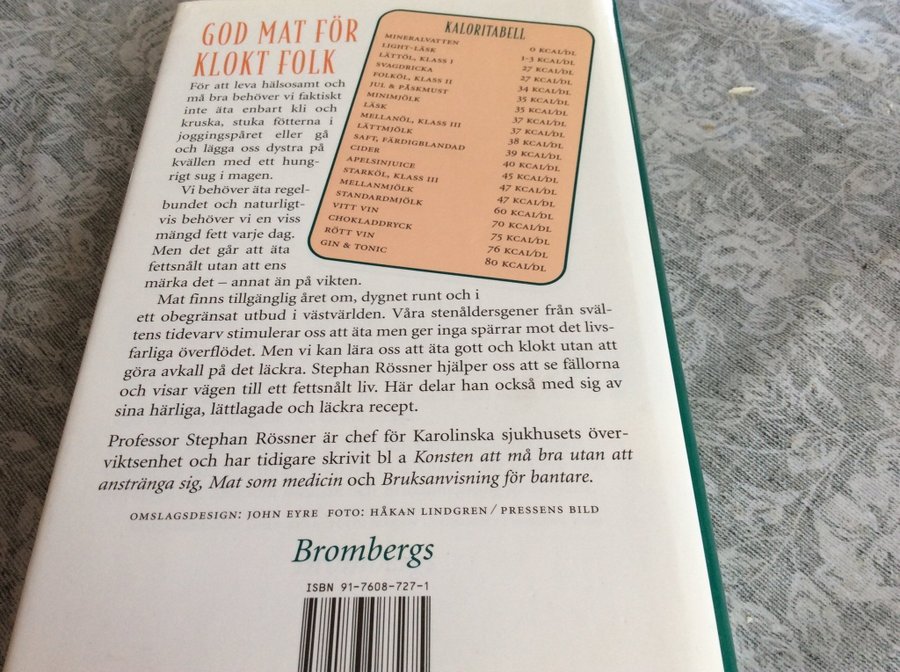 GOD MAT FÖR
KLOKT FOLK
För att leva hälsosamt och
må bra behöver vi faktiskt
inte äta enbart kli och
kruska, stuka fötterna i
joggingspåret eller gå
och lägga oss dystra på
kvällen med ett hung-
rigt sug i magen.
Vi behöver äta regel-
bundet och naturligt-
vis behöver vi en viss
mängd fett varje dag.
Men det går att äta
fettsnålt utan att ens
märka det – annat än på vikten.
KALORITABELL
MINERALVATTEN 0 KCAL/DL
LIGHT-LÄSK 1-3 KCAL/DL
LÄTTÖL, KLASS I 27 KCAL/DL
SVAGDRICKA 27 KCAL/DL
FOLKÖL, KLASS II 34 KCAL/DL
JUL & PÅSKMUST 35 KCAL/DL
MINIMJÖLK 35 KCAL/DL
LÄSK 37 KCAL/DL
MELLANÖL, KLASS III 37 KCAL/DL
LÄTTMJÖLK 38 KCAL/DL
SAFT, FÄRDIGBLANDAD 39 KCAL/DL
CIDER 40 KCAL/DL
APELSINJUICE 45 KCAL/DL
STARKÖL, KLASS III 47 KCAL/DL
MELLANMJÖLK 47 KCAL/DL
STANDARDMJÖLK 60 KCAL/DL
VITT VIN 70 KCAL/DL
CHOKLADDRYCK 75 KCAL/DL
RÖTT VIN 76 KCAL/DL
GIN & TONIC 80 KCAL/DL
Mat finns tillgänglig året om, dygnet runt och i
ett obegränsat utbud i västvärlden. Våra stenåldersgener från sväl-
tens tidevarv stimulerar oss att äta men ger inga spärrar mot det livs-
farliga överflödet. Men vi kan lära oss att äta gott och klokt utan att
göra avkall på det läckra. Stephan Rössner hjälper oss att se fällorna
och visar vägen till ett fettsnålt liv. Här delar han också med sig av
sina härliga, lättlagade och läckra recept.
Professor Stephan Rössner är chef för Karolinska sjukhusets över-
viktsenhet och har tidigare skrivit bl a Konsten att må bra utan att
anstränga sig, Mat som medicin och Bruksanvisning för bantare.
OMSLAGSDESIGN: JOHN EYRE FOTO: HÅKAN LINDGREN / PRESSENS BILD
Brombergs
ISBN 91-7608-727-1